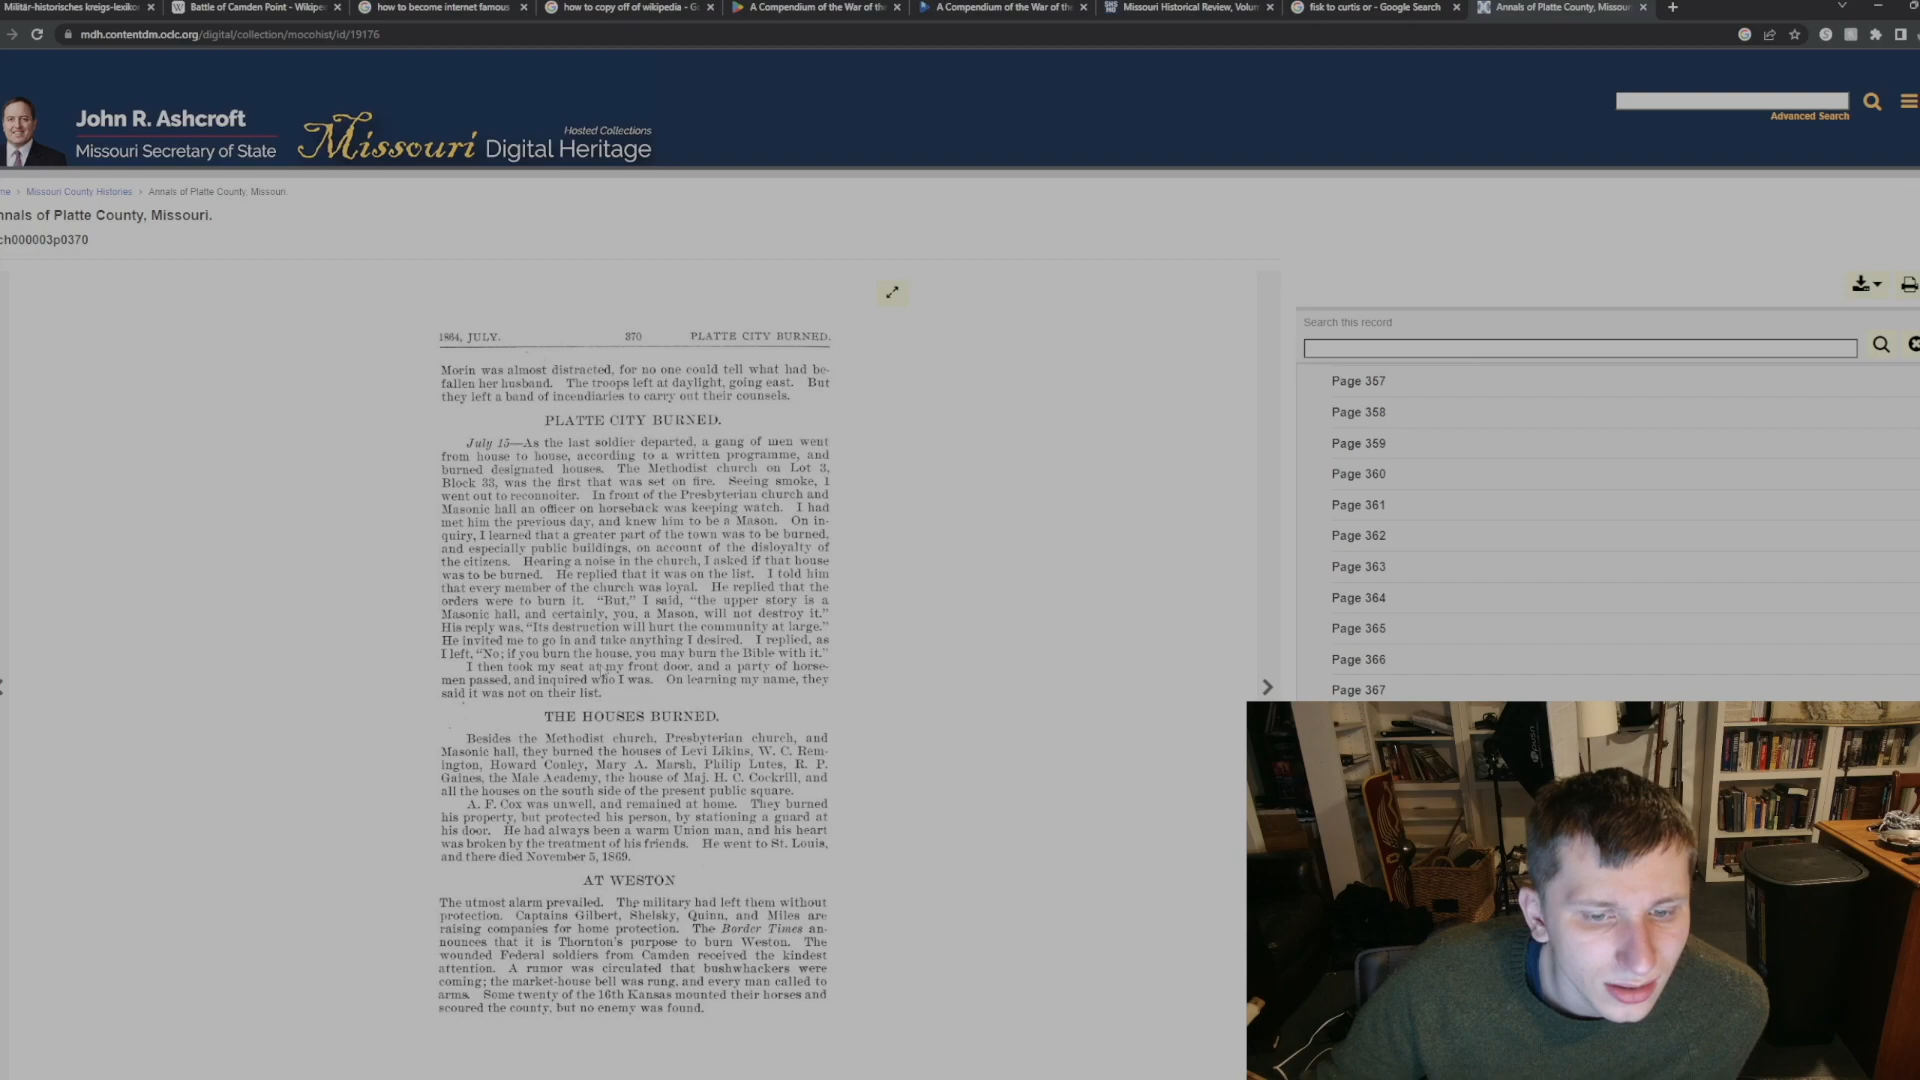 Militär-historisches kreigs-lexikon
Battle of Camden Point - Wikipe
how to become internet famous
how to copy off of wikipedia - G
A Compendium of the War of the
A Compendium of the War of the
Missouri Historical Review, Volum
fisk to curtis or - Google Search
Annals of Platte County, Missour
mdh.contentdm.oclc.org/digital/collection/mocohist/id/19176
John R. Ashcroft
Missouri Secretary of State
Hosted Collections
Missouri Digital Heritage
Advanced Search
me > Missouri County Histories > Annals of Platte County, Missouri.
nnals of Platte County, Missouri.
ch000003p0370
Search this record
Page 357
Page 358
Page 359
Page 360
Page 361
Page 362
Page 363
Page 364
Page 365
Page 366
Page 367
1864, JULY. 370 PLATTE CITY BURNED.
Morin was almost distracted, for no one could tell what had be-
fallen her husband. The troops left at daylight, going east. But
they left a band of incendiaries to carry out their counsels.
PLATTE CITY BURNED.
July 15—As the last soldier departed, a gang of men went
from house to house, according to a written programme, and
burned designated houses. The Methodist church on Lot 3,
Block 33, was the first that was set on fire. Seeing smoke, I
went out to reconnoiter. In front of the Presbyterian church and
Masonic hall an officer on horseback was keeping watch. I had
met him the previous day, and knew him to be a Mason. On in-
quiry, I learned that a greater part of the town was to be burned,
and especially public buildings, on account of the disloyalty of
the citizens. Hearing a noise in the church, I asked if that house
was to be burned. He replied that it was on the list. I told him
that every member of the church was loyal. He replied that the
orders were to burn it. "But," I said, "the upper story is a
Masonic hall, and certainly, you, a Mason, will not destroy it."
His reply was, "Its destruction will hurt the community at large."
He invited me to go in and take anything I desired. I replied, as
I left, "No; if you burn the house, you may burn the Bible with it."
I then took my seat at my front door, and a party of horse-
men passed, and inquired who I was. On learning my name, they
said it was not on their list.
THE HOUSES BURNED.
Besides the Methodist church, Presbyterian church, and
Masonic hall, they burned the houses of Levi Likins, W. C. Rem-
ington, Howard Conley, Mary A. Marsh, Philip Lutes, R. P.
Gaines, the Male Academy, the house of Maj. H. C. Cockrill, and
all the houses on the south side of the present public square.
A. F. Cox was unwell, and remained at home. They burned
his property, but protected his person, by stationing a guard at
his door. He had always been a warm Union man, and his heart
was broken by the treatment of his friends. He went to St. Louis,
and there died November 5, 1869.
AT WESTON
The utmost alarm prevailed. The military had left them without
protection. Captains Gilbert, Shelsky, Quinn, and Miles are
raising companies for home protection. The Border Times an-
nounces that it is Thornton's purpose to burn Weston. The
wounded Federal soldiers from Camden received the kindest
attention. A rumor was circulated that bushwhackers were
coming; the market-house bell was rung, and every man called to
arms. Some twenty of the 16th Kansas mounted their horses and
scoured the county, but no enemy was found.